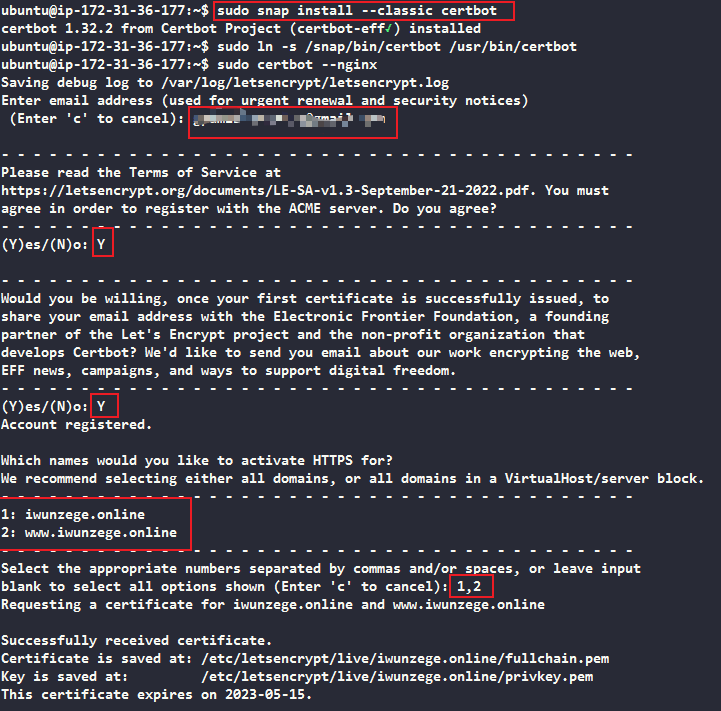 ubuntu@ip-172-31-36-177:~$ sudo snap install --classic certbot
certbot 1.32.2 from Certbot Project (certbot-eff✓) installed
ubuntu@ip-172-31-36-177:~$ sudo ln -s /snap/bin/certbot /usr/bin/certbot
ubuntu@ip-172-31-36-177:~$ sudo certbot --nginx
Saving debug log to /var/log/letsencrypt/letsencrypt.log
Enter email address (used for urgent renewal and security notices)
(Enter 'c' to cancel):
- - - - - - - - - - - - - - - - - - - - - - - - - - - - - - - - - - - - - - - -
Please read the Terms of Service at
https://letsencrypt.org/documents/LE-SA-v1.3-September-21-2022.pdf. You must
agree in order to register with the ACME server. Do you agree?
- - - - - - - - - - - - - - - - - - - - - - - - - - - - - - - - - - - - - - - -
(Y)es/(N)o: Y
- - - - - - - - - - - - - - - - - - - - - - - - - - - - - - - - - - - - - - - -
Would you be willing, once your first certificate is successfully issued, to
share your email address with the Electronic Frontier Foundation, a founding
partner of the Let's Encrypt project and the non-profit organization that
develops Certbot? We'd like to send you email about our work encrypting the web,
EFF news, campaigns, and ways to support digital freedom.
- - - - - - - - - - - - - - - - - - - - - - - - - - - - - - - - - - - - - - - -
(Y)es/(N)o: Y
Account registered.
Which names would you like to activate HTTPS for?
We recommend selecting either all domains, or all domains in a VirtualHost/server block.
- - - - - - - - - - - - - - - - - - - - - - - - - - - - - - - - - - - - - - - -
1: iwunzege.online
2: www.iwunzege.online
- - - - - - - - - - - - - - - - - - - - - - - - - - - - - - - - - - - - - - - -
Select the appropriate numbers separated by commas and/or spaces, or leave input
blank to select all options shown (Enter 'c' to cancel): 1,2
Requesting a certificate for iwunzege.online and www.iwunzege.online
Successfully received certificate.
Certificate is saved at: /etc/letsencrypt/live/iwunzege.online/fullchain.pem
Key is saved at: /etc/letsencrypt/live/iwunzege.online/privkey.pem
This certificate expires on 2023-05-15.